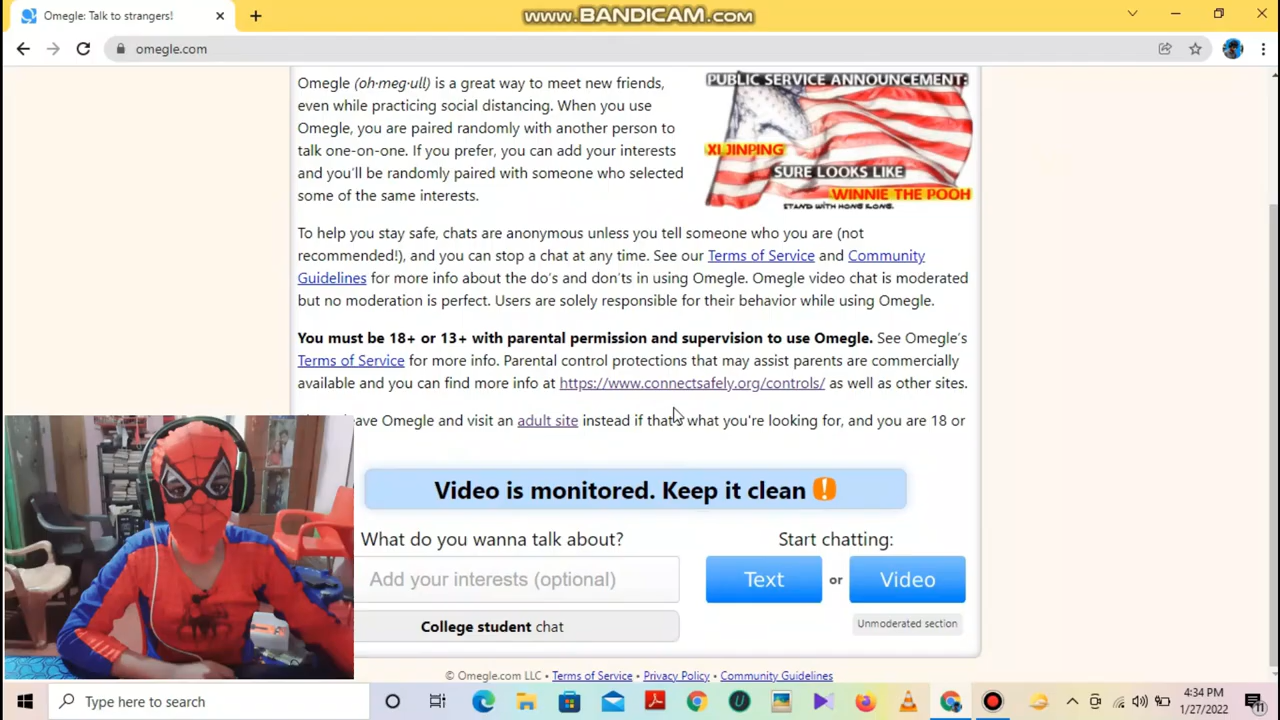 Omegle: Talk to strangers!
www.BANDICAM.com
omegle.com
Omegle (oh·meg·ull) is a great way to meet new friends,
even while practicing social distancing. When you use
Omegle, you are paired randomly with another person to
talk one-on-one. If you prefer, you can add your interests
and you'll be randomly paired with someone who selected
some of the same interests.
PUBLIC SERVICE ANNOUNCEMENT:
XI JINPING
SURE LOOKS LIKE
WINNIE THE POOH
STAND WITH HONG KONG.
To help you stay safe, chats are anonymous unless you tell someone who you are (not
recommended!), and you can stop a chat at any time. See our Terms of Service and Community
Guidelines for more info about the do's and don'ts in using Omegle. Omegle video chat is moderated
but no moderation is perfect. Users are solely responsible for their behavior while using Omegle.
You must be 18+ or 13+ with parental permission and supervision to use Omegle. See Omegle's
Terms of Service for more info. Parental control protections that may assist parents are commercially
available and you can find more info at https://www.connectsafely.org/controls/ as well as other sites.
Omegle and visit an adult site instead if that's what you're looking for, and you are 18 or
Video is monitored. Keep it clean !
What do you wanna talk about?
Start chatting:
Add your interests (optional)
Text or Video
College student chat
Unmoderated section
© Omegle.com LLC • Terms of Service • Privacy Policy • Community Guidelines
Type here to search
4:34 PM
1/27/2022
11